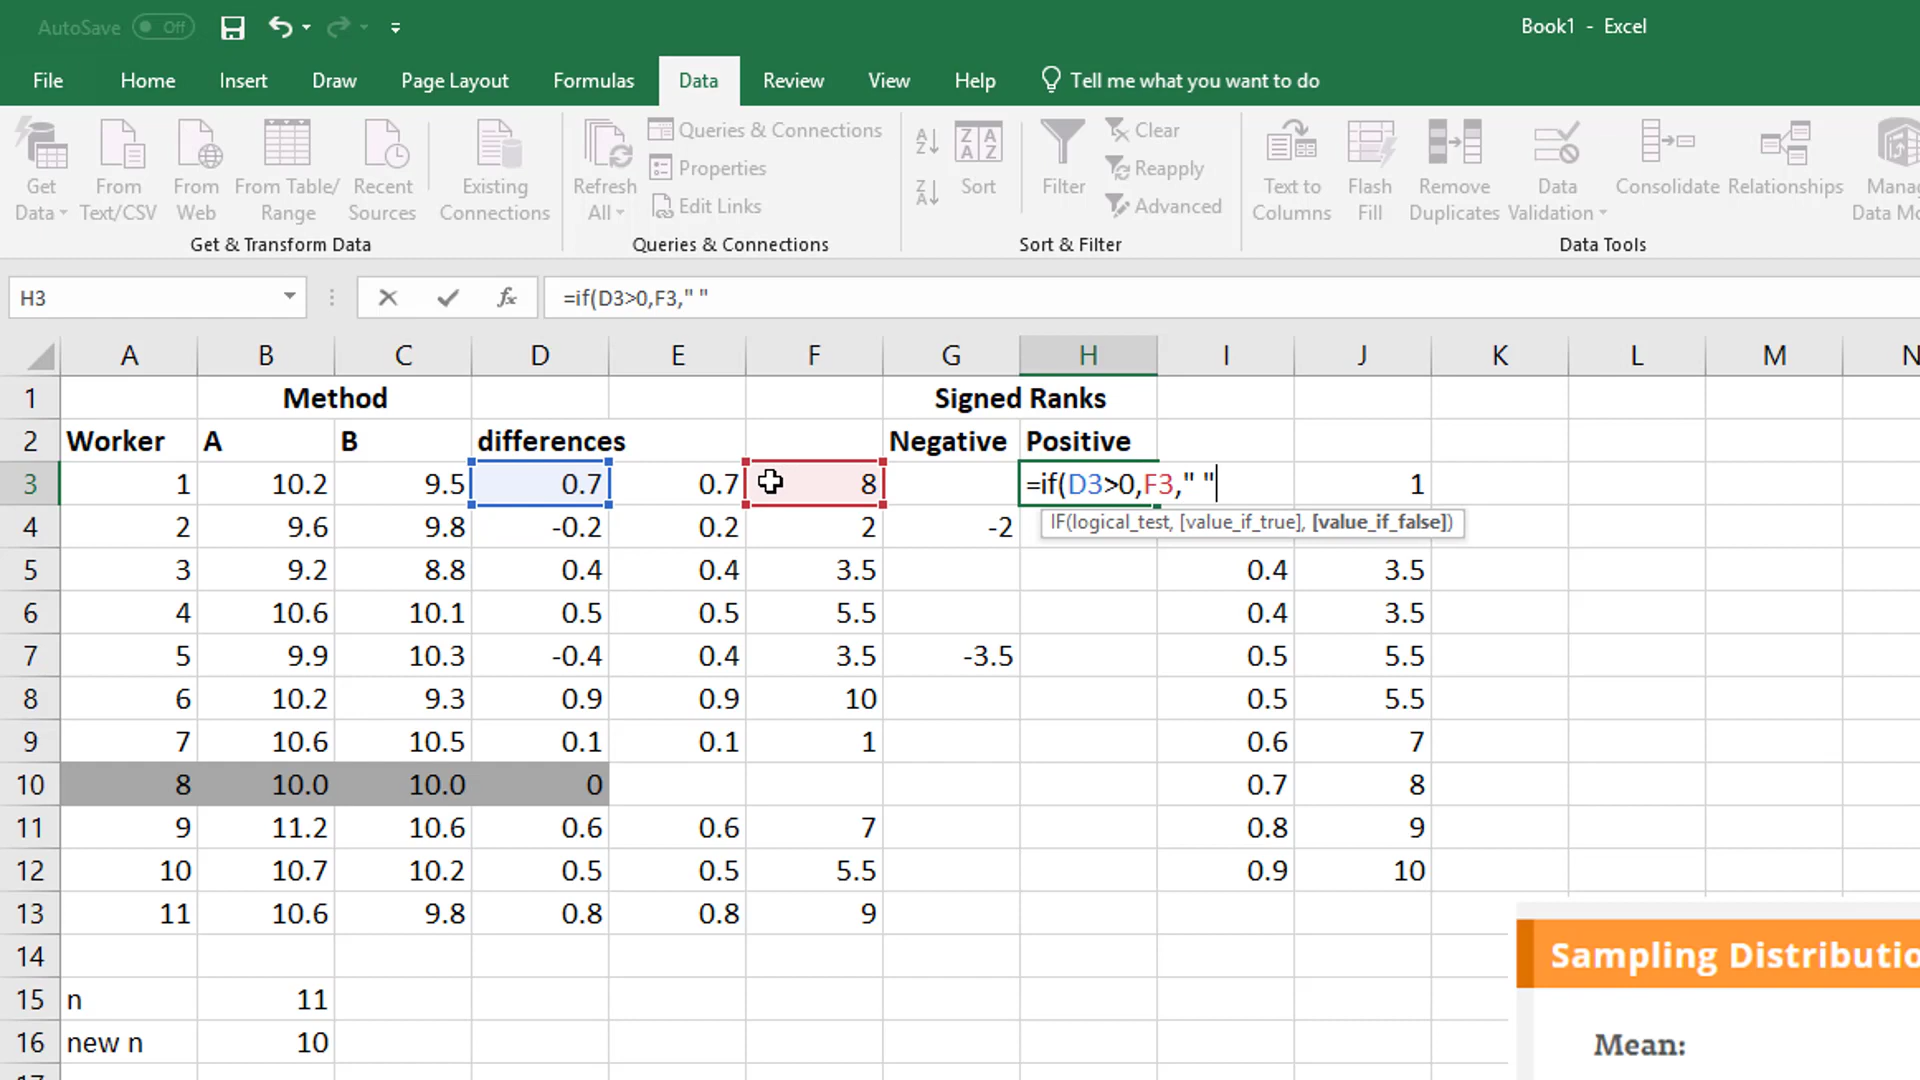 AutoSave Off
Book1 - Excel
File Home Insert Draw Page Layout Formulas Data Review View Help Tell me what you want to do
Get Data
From Text/CSV
From Web
From Table/ Range
Recent Sources
Existing Connections
Get & Transform Data
Refresh All
Queries & Connections
Properties
Edit Links
Queries & Connections
Sort
Filter
Clear
Reapply
Advanced
Sort & Filter
Text to Columns
Flash Fill
Remove Duplicates
Data Validation
Consolidate
Relationships
Manag
Data Mo
Data Tools
H3 fx =if(D3>0,F3," "
A B C D E F G H I J K L M N
1 Method Signed Ranks
2 Worker A B differences Negative Positive
3 1 10.2 9.5 0.7 0.7 8 =if(D3>0,F3," " 1
4 2 9.6 9.8 -0.2 0.2 2 -2 IF(logical_test, [value_if_true], [value_if_false])
5 3 9.2 8.8 0.4 0.4 3.5 0.4 3.5
6 4 10.6 10.1 0.5 0.5 5.5 0.4 3.5
7 5 9.9 10.3 -0.4 0.4 3.5 -3.5 0.5 5.5
8 6 10.2 9.3 0.9 0.9 10 0.5 5.5
9 7 10.6 10.5 0.1 0.1 1 0.6 7
10 8 10.0 10.0 0 0.7 8
11 9 11.2 10.6 0.6 0.6 7 0.8 9
12 10 10.7 10.2 0.5 0.5 5.5 0.9 10
13 11 10.6 9.8 0.8 0.8 9
14
15 n 11
16 new n 10
Sampling Distributio
Mean: